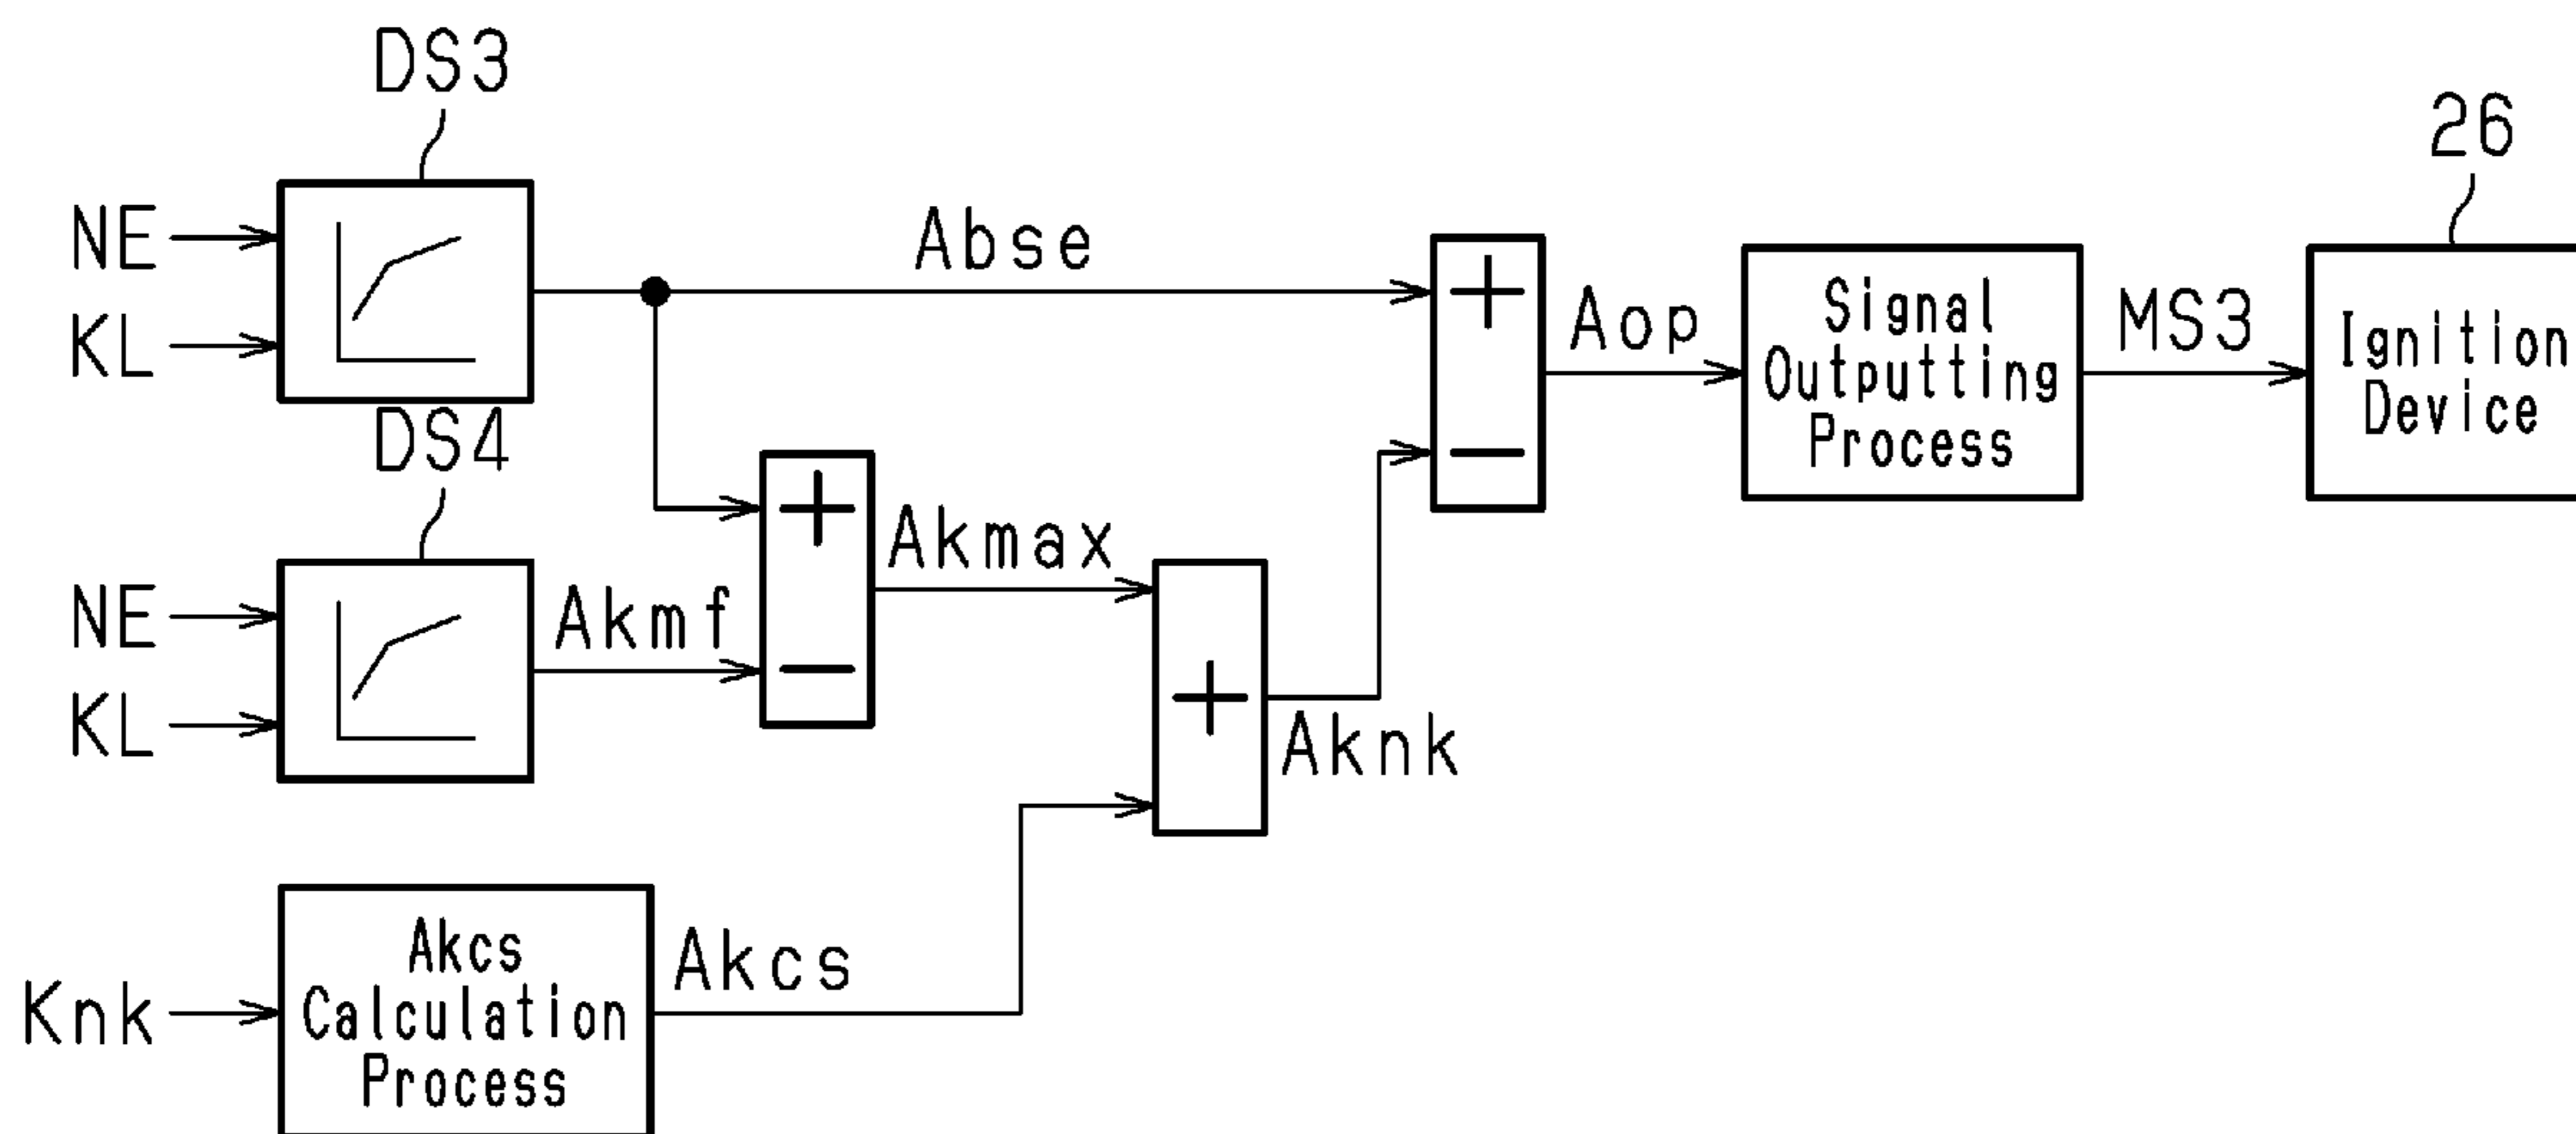 DS3
NE
KL
Abse
+
−
Aop
Signal
Outputting
Process
MS3
26
Ignition
Device
DS4
NE
KL
Akmf
+
−
Akmax
+
Aknk
Knk
Akcs
Calculation
Process
Akcs